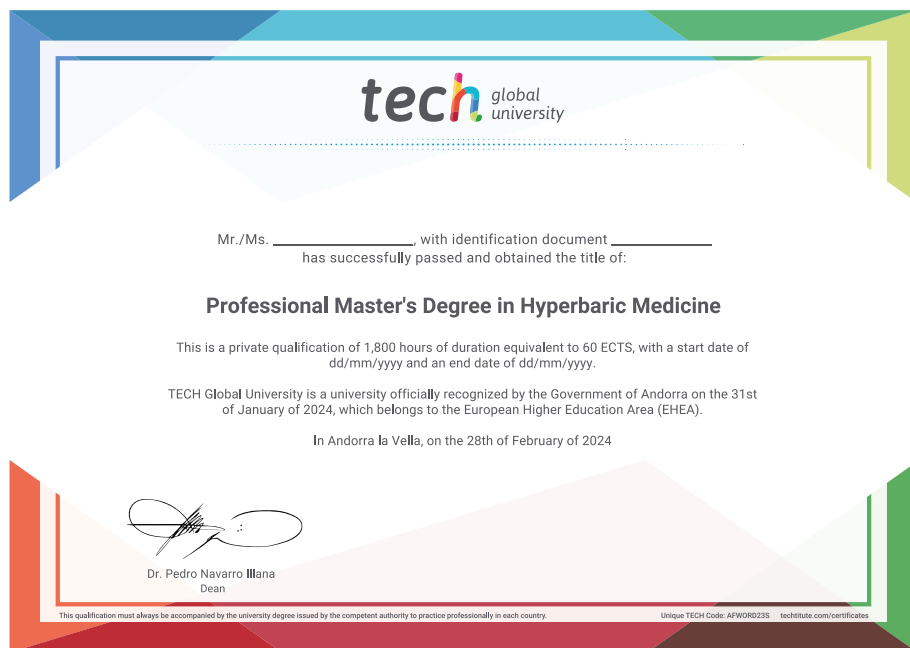 tech global university
Mr./Ms. ______________, with identification document __________
has successfully passed and obtained the title of:
Professional Master's Degree in Hyperbaric Medicine
This is a private qualification of 1,800 hours of duration equivalent to 60 ECTS, with a start date of
dd/mm/yyyy and an end date of dd/mm/yyyy.
TECH Global University is a university officially recognized by the Government of Andorra on the 31st
of January of 2024, which belongs to the European Higher Education Area (EHEA).
In Andorra la Vella, on the 28th of February of 2024
Dr. Pedro Navarro Illana
Dean
This qualification must always be accompanied by the university degree issued by the competent authority to practice professionally in each country. Unique TECH Code: AFWORD23S techtitute.com/certificates